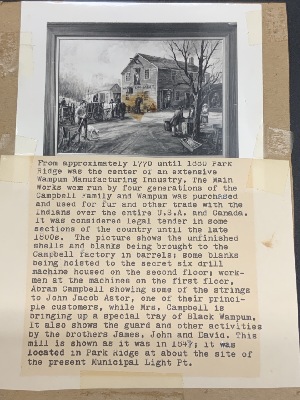 From approximately 1770 until 1889 Park
Ridge was the center of an extensive
Wampum Manufacturing Industry. The Main
Works were run by four generations of the
Campbell Family and Wampum was purchased
and used for fur and other trade with the
Indians over the entire U.S.A. and Canada.
It was considered legal tender in some
sections of the country until the late
1800s. The picture shows the unfinished
shells and blanks being brought to the
Campbell factory in barrels; some blanks
being hoisted to the secret six drill
machine housed on the second floor; work-
men at the machines on the first floor,
Abram Campbell shewing some of the strings
to John Jacob Astor, one of their princi-
ple customers, while Mrs. Campbell is
bringing up a special tray of Black Wampum.
It also shows the guard and other activities
by the brothers James, John and David. This
mill is shown as it was in 1847; it was
located in Park Ridge at about the site of
the present Municipal Light Pt.